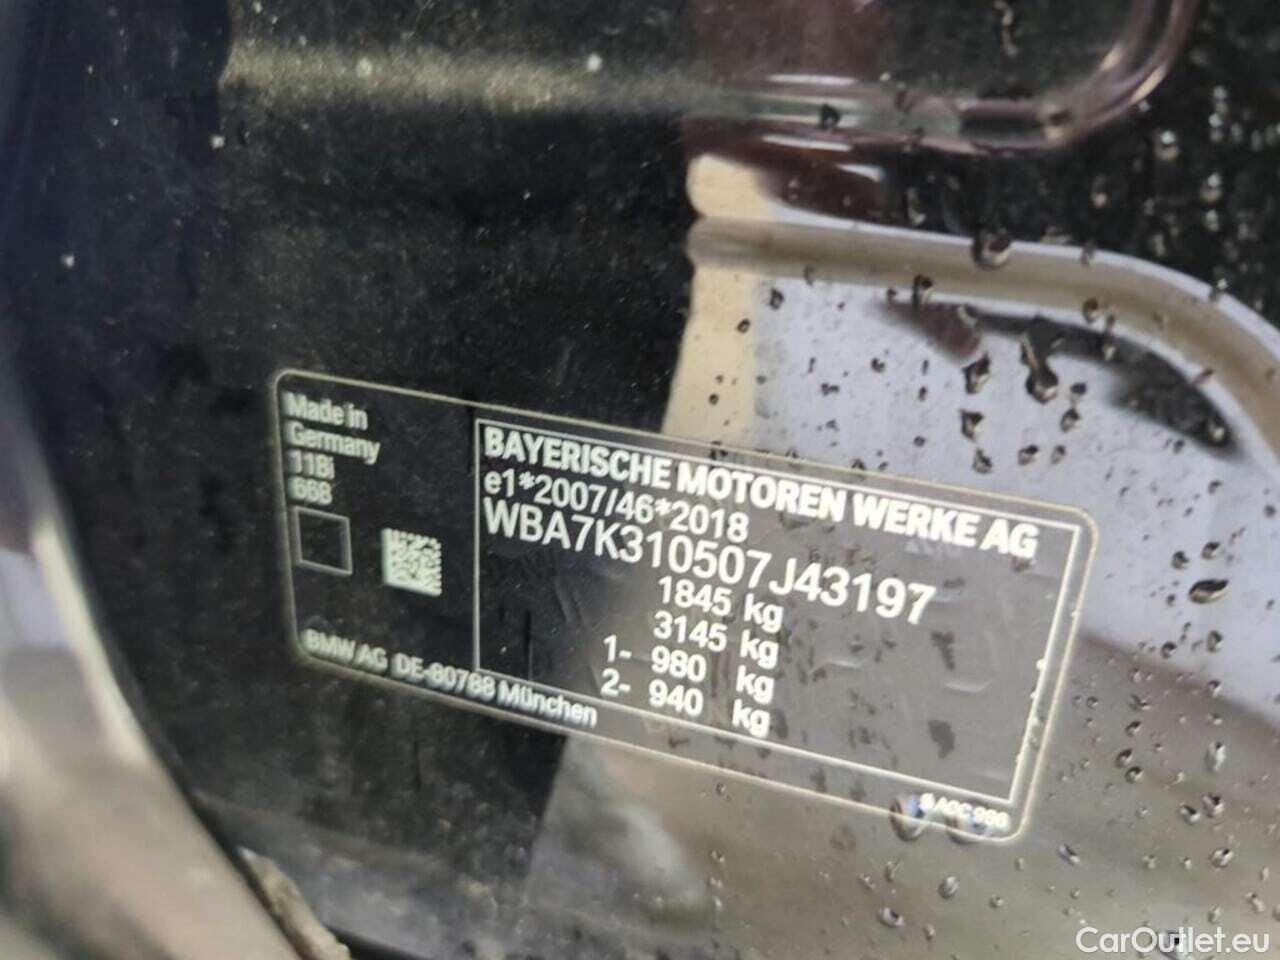 Made in
Germany
118i
668
BMW AG DE-80788 München
BAYERISCHE MOTOREN WERKE AG
e1*2007/46*2018
WBA7K310507J43197
1845 kg
3145 kg
1- 980 kg
2- 940 kg
CarOutlet.eu